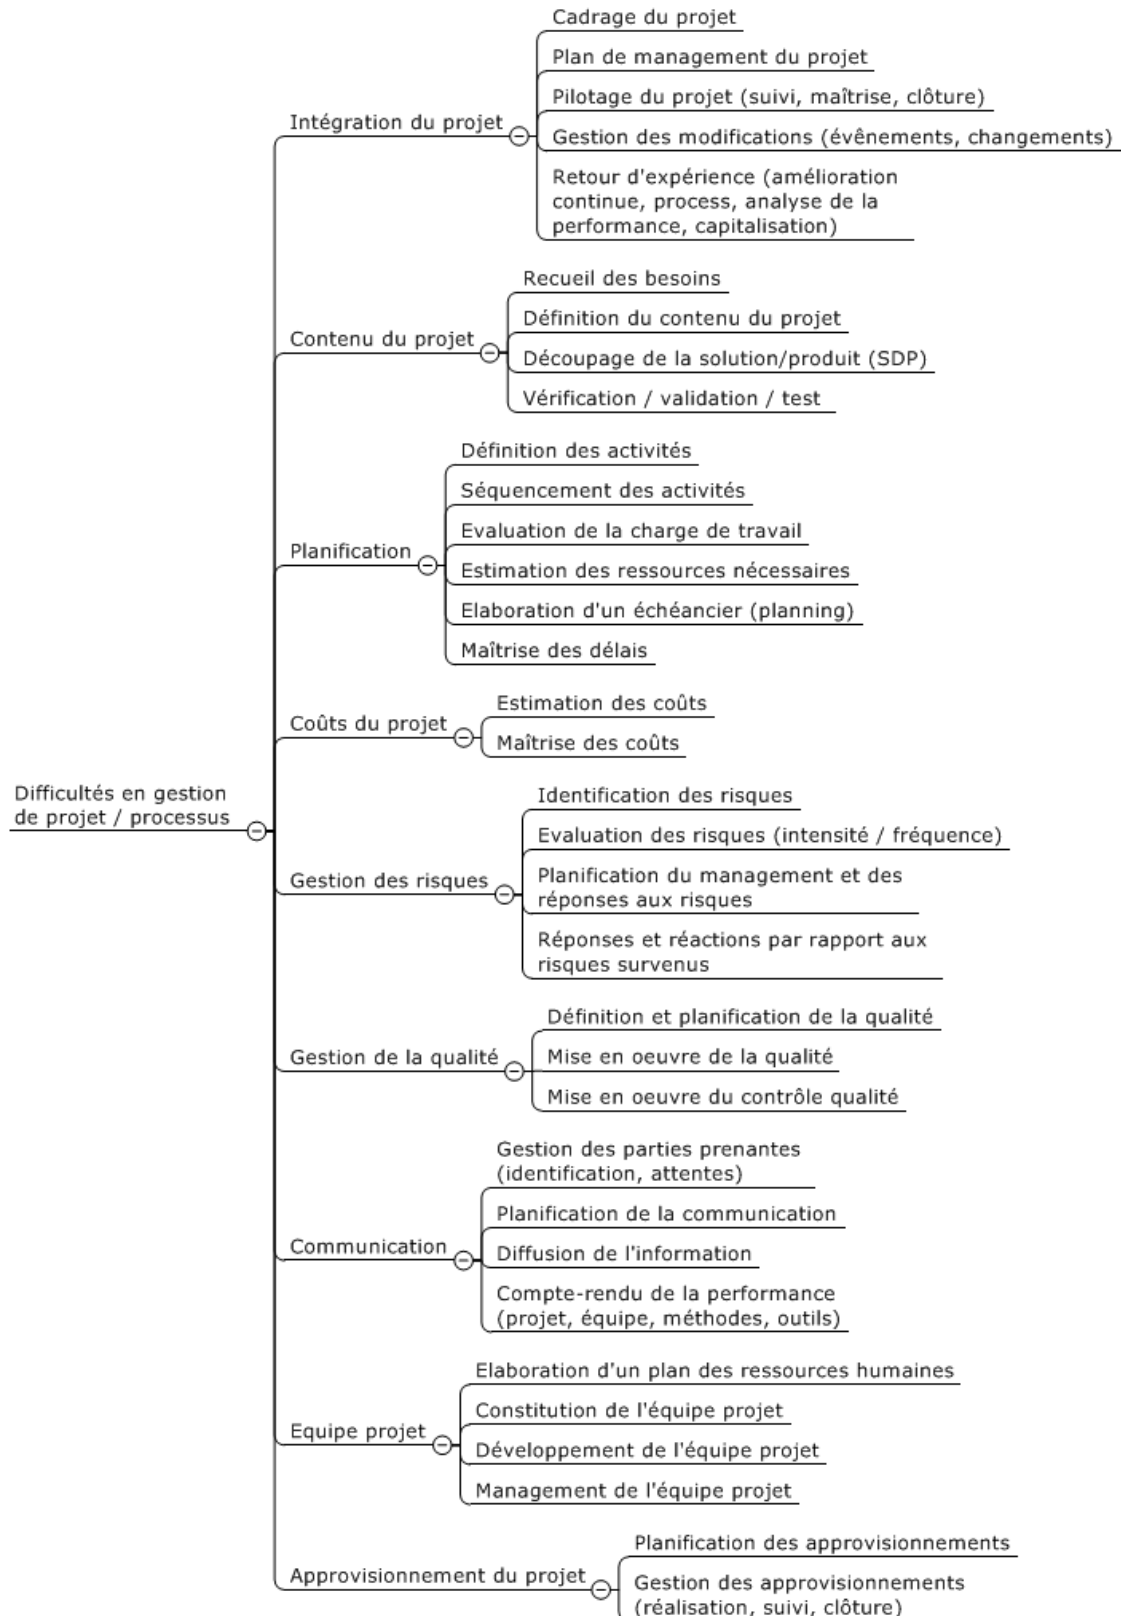 Cadrage du projet
Plan de management du projet
Pilotage du projet (suivi, maîtrise, clôture)
Intégration du projet
Gestion des modifications (évênements, changements)
Retour d'expérience (amélioration
continue, process, analyse de la
performance, capitalisation)
Recueil des besoins
Définition du contenu du projet
Contenu du projet
Découpage de la solution/produit (SDP)
Vérification / validation / test
Définition des activités
Séquencement des activités
Evaluation de la charge de travail
Planification
Estimation des ressources nécessaires
Elaboration d'un échéancier (planning)
Maîtrise des délais
Estimation des coûts
Coûts du projet
Maîtrise des coûts
Difficultés en gestion
de projet / processus
Identification des risques
Evaluation des risques (intensité / fréquence)
Gestion des risques
Planification du management et des
réponses aux risques
Réponses et réactions par rapport aux
risques survenus
Définition et planification de la qualité
Gestion de la qualité
Mise en oeuvre de la qualité
Mise en oeuvre du contrôle qualité
Gestion des parties prenantes
(identification, attentes)
Planification de la communication
Communication
Diffusion de l'information
Compte-rendu de la performance
(projet, équipe, méthodes, outils)
Elaboration d'un plan des ressources humaines
Constitution de l'équipe projet
Equipe projet
Développement de l'équipe projet
Management de l'équipe projet
Planification des approvisionnements
Approvisionnement du projet
Gestion des approvisionnements
(réalisation, suivi, clôture)